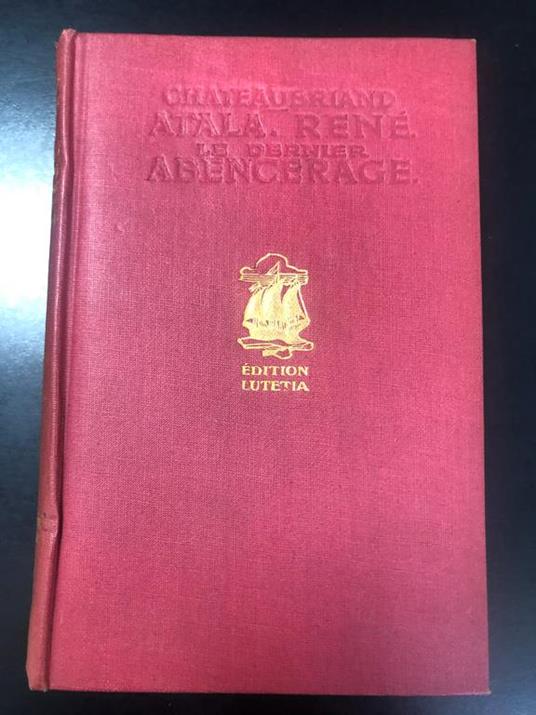 CHATEAUBRIAND
ATALA. RENÉ.
LE DERNIER
ABENCERAGE.
ÉDITION
LUTETIA